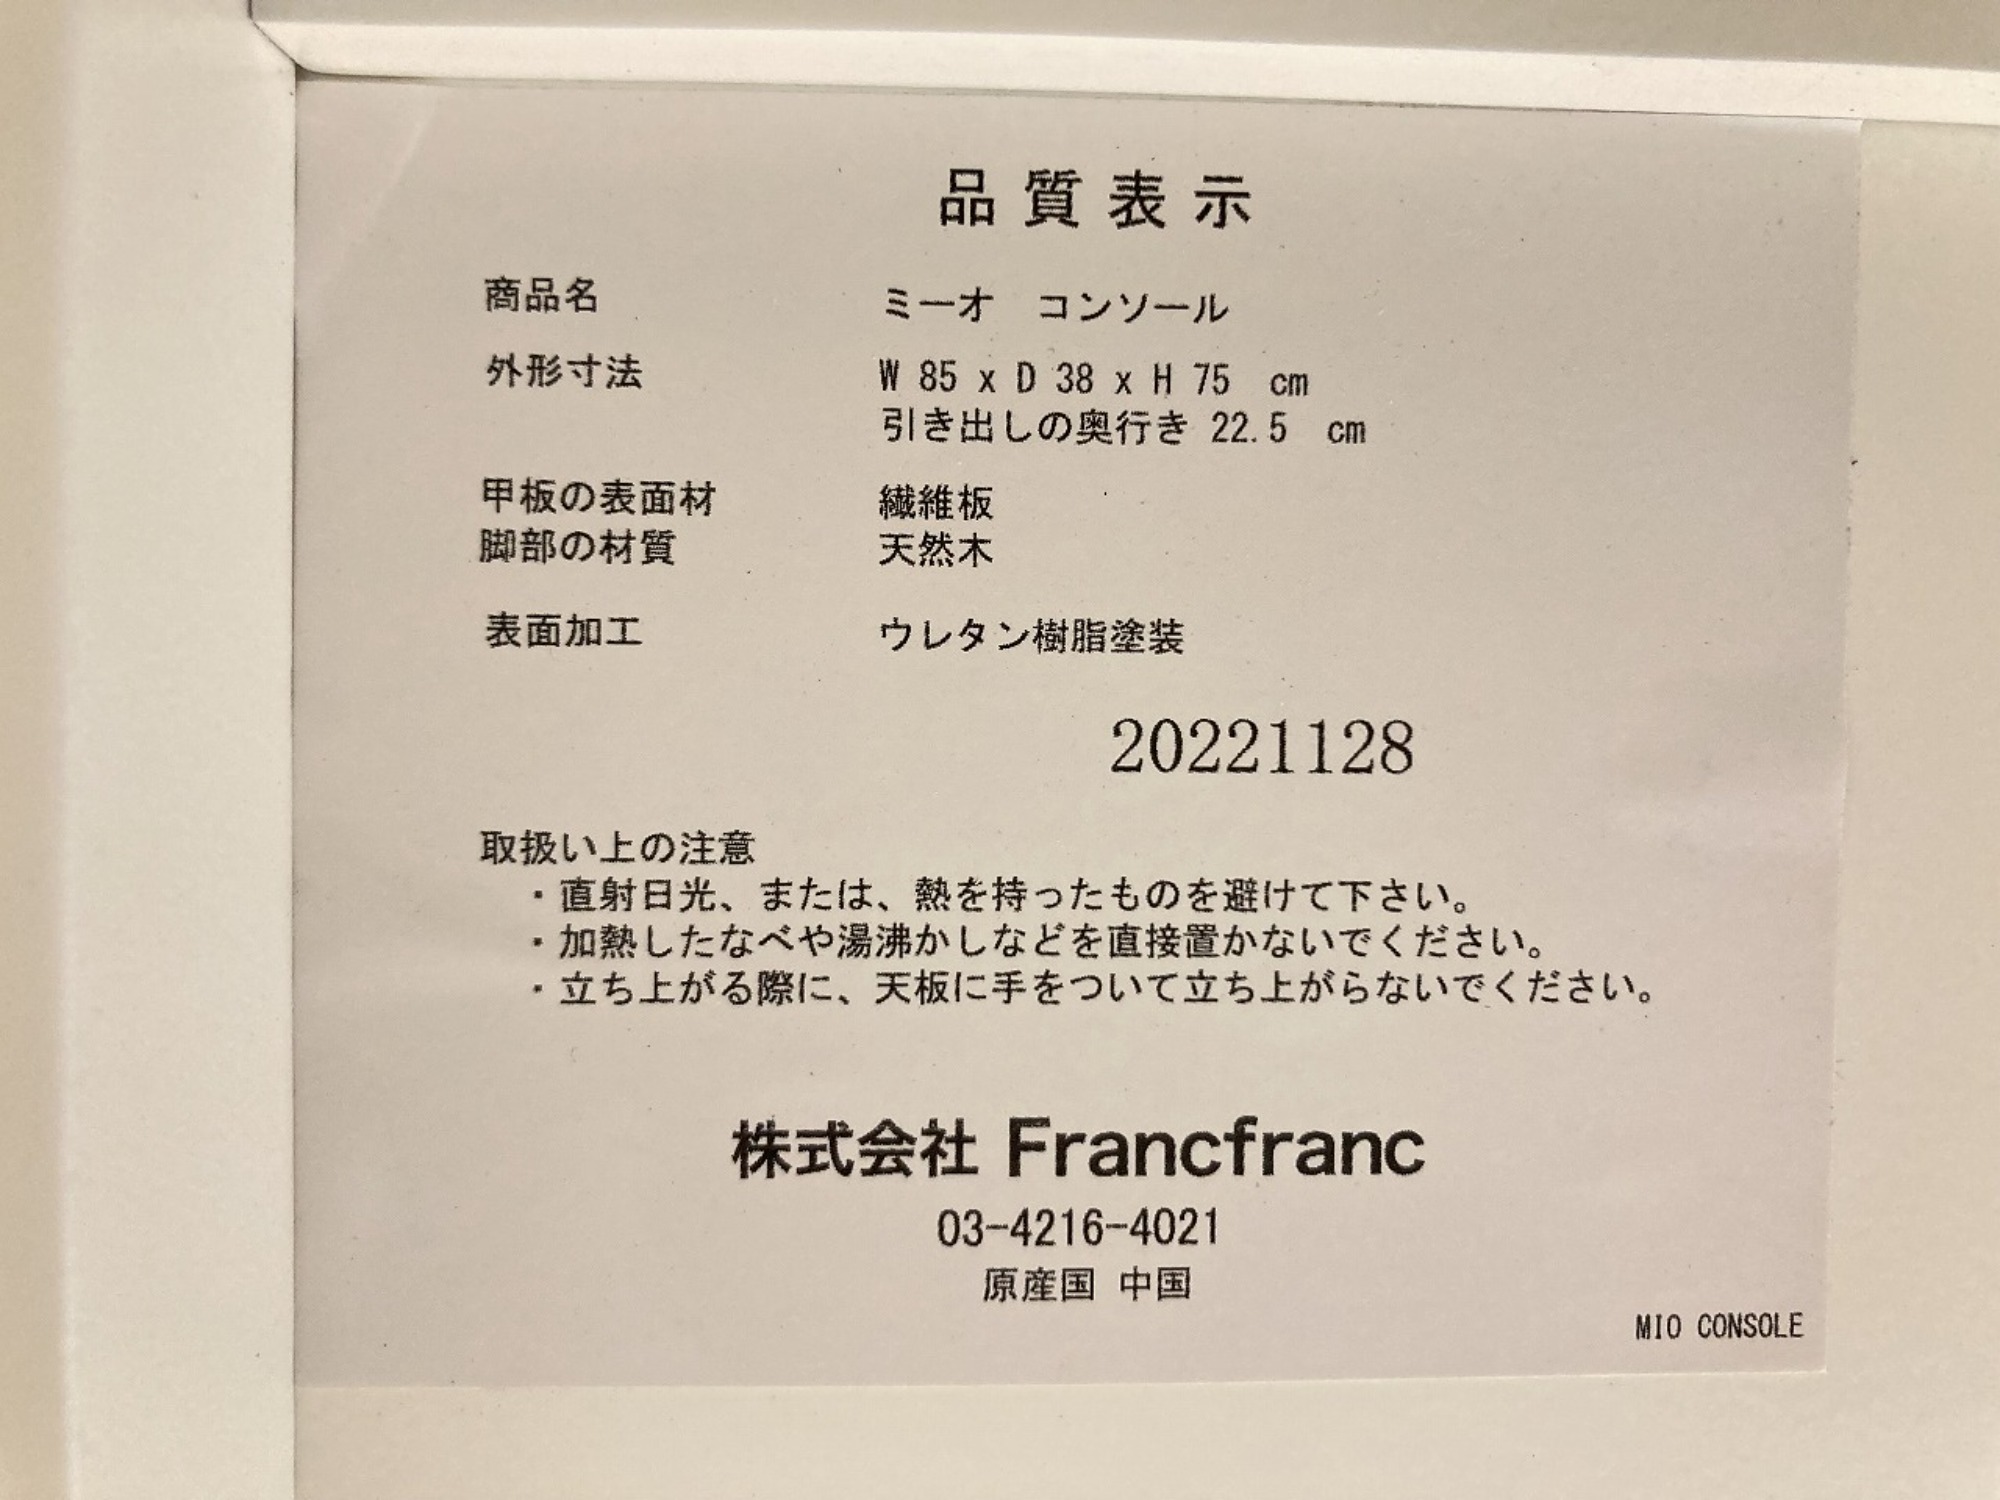 品質表示
商品名 ミーオ コンソール
外形寸法 W 85 x D 38 x H 75 cm
引き出しの奥行き 22.5 cm
甲板の表面材 繊維板
脚部の材質 天然木
表面加工 ウレタン樹脂塗装
20221128
取扱い上の注意
・直射日光、または、熱を持ったものを避けて下さい。
・加熱したなべや湯沸かしなどを直接置かないでください。
・立ち上がる際に、天板に手をついて立ち上がらないでください。
株式会社 Francfranc
03-4216-4021
原産国 中国
MIO CONSOLE